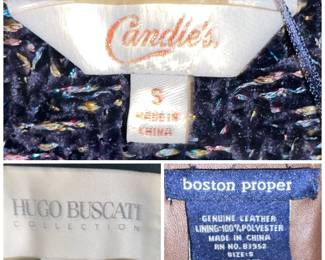 Candie's.
S
MADE IN
CHINA
HUGO BUSCATI
COLLECTION
boston proper
GENUINE LEATHER
LINING-100% POLYESTER
MADE IN CHINA
RN NO. 81952
SIZE: S